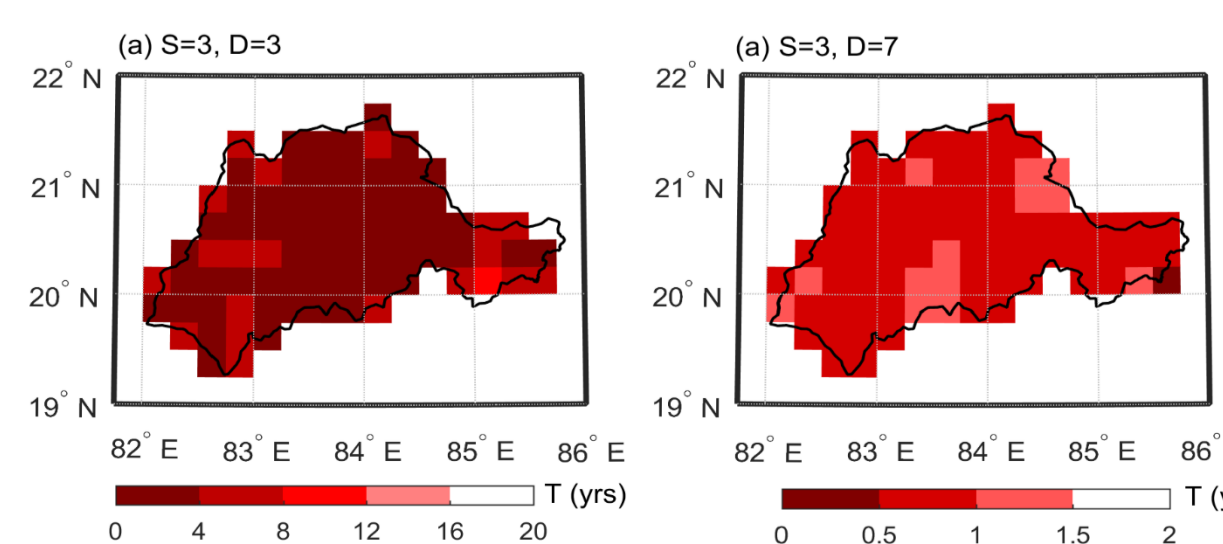 (a) S=3, D=3
22° N
21° N
20° N
19° N
82° E 83° E 84° E 85° E 86° E
T (yrs)
0 4 8 12 16 20
(a) S=3, D=7
22° N
21° N
20° N
19° N
82° E 83° E 84° E 85° E 86° E
T (y
0 0.5 1 1.5 2